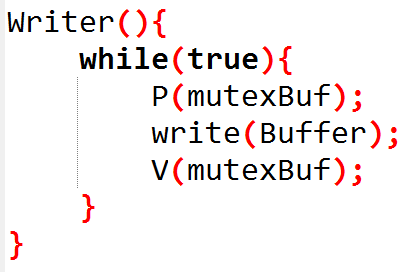 Writer(){
    while(true){
        P(mutexBuf);
        write(Buffer);
        V(mutexBuf);
    }
}